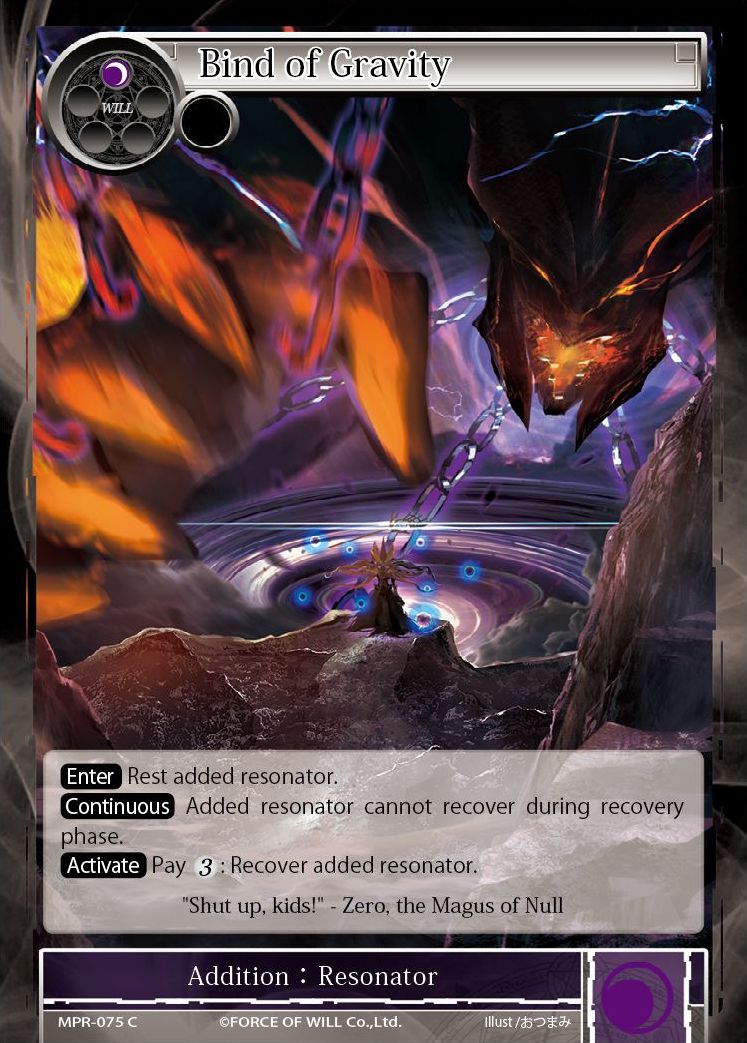 Bind of Gravity
WILL
Enter Rest added resonator.
Continuous Added resonator cannot recover during recovery
phase.
Activate Pay 3 : Recover added resonator.
"Shut up, kids!" - Zero, the Magus of Null
Addition : Resonator
MPR-075 C ©FORCE OF WILL Co.,Ltd. Illust /おつまみ